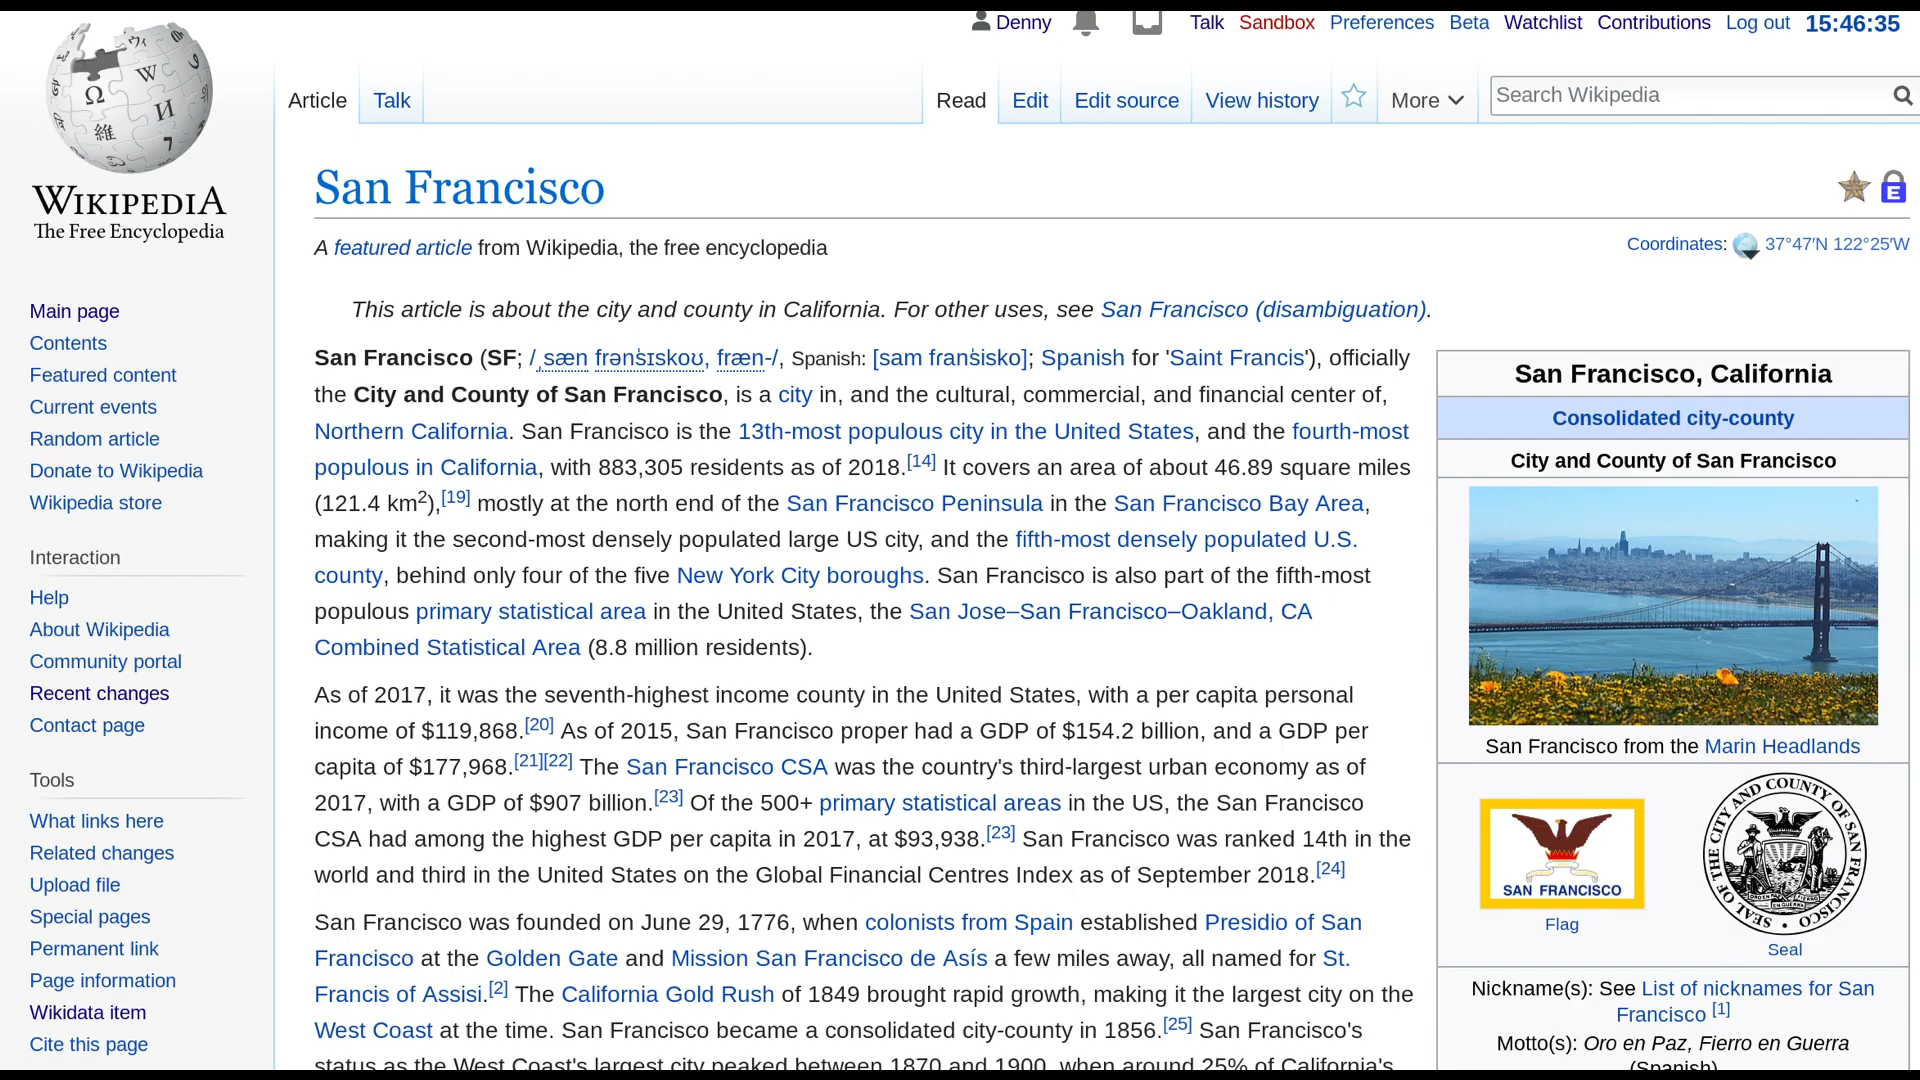 Denny Talk Sandbox Preferences Beta Watchlist Contributions Log out 15:46:35
Article Talk Read Edit Edit source View history More Search Wikipedia
WIKIPEDIA
The Free Encyclopedia
Main page
Contents
Featured content
Current events
Random article
Donate to Wikipedia
Wikipedia store
Interaction
Help
About Wikipedia
Community portal
Recent changes
Contact page
Tools
What links here
Related changes
Upload file
Special pages
Permanent link
Page information
Wikidata item
Cite this page
San Francisco
E
A featured article from Wikipedia, the free encyclopedia
Coordinates: 37°47′N 122°25′W
This article is about the city and county in California. For other uses, see San Francisco (disambiguation).
San Francisco (SF; /ˌsæn frənˈsɪskoʊ, fræn-/, Spanish: [sam fɾanˈsisko]; Spanish for 'Saint Francis'), officially
the City and County of San Francisco, is a city in, and the cultural, commercial, and financial center of,
Northern California. San Francisco is the 13th-most populous city in the United States, and the fourth-most
populous in California, with 883,305 residents as of 2018.[14] It covers an area of about 46.89 square miles
(121.4 km2),[19] mostly at the north end of the San Francisco Peninsula in the San Francisco Bay Area,
making it the second-most densely populated large US city, and the fifth-most densely populated U.S.
county, behind only four of the five New York City boroughs. San Francisco is also part of the fifth-most
populous primary statistical area in the United States, the San Jose–San Francisco–Oakland, CA
Combined Statistical Area (8.8 million residents).
As of 2017, it was the seventh-highest income county in the United States, with a per capita personal
income of $119,868.[20] As of 2015, San Francisco proper had a GDP of $154.2 billion, and a GDP per
capita of $177,968.[21][22] The San Francisco CSA was the country's third-largest urban economy as of
2017, with a GDP of $907 billion.[23] Of the 500+ primary statistical areas in the US, the San Francisco
CSA had among the highest GDP per capita in 2017, at $93,938.[23] San Francisco was ranked 14th in the
world and third in the United States on the Global Financial Centres Index as of September 2018.[24]
San Francisco was founded on June 29, 1776, when colonists from Spain established Presidio of San
Francisco at the Golden Gate and Mission San Francisco de Asís a few miles away, all named for St.
Francis of Assisi.[2] The California Gold Rush of 1849 brought rapid growth, making it the largest city on the
West Coast at the time. San Francisco became a consolidated city-county in 1856.[25] San Francisco's
status as the West Coast's largest city peaked between 1870 and 1900, when around 25% of California's
San Francisco, California
Consolidated city-county
City and County of San Francisco
San Francisco from the Marin Headlands
SAN FRANCISCO
Flag
SEAL OF THE CITY AND COUNTY OF SAN FRANCISCO
Seal
Nickname(s): See List of nicknames for San
Francisco [1]
Motto(s): Oro en Paz, Fierro en Guerra
(Spanish)